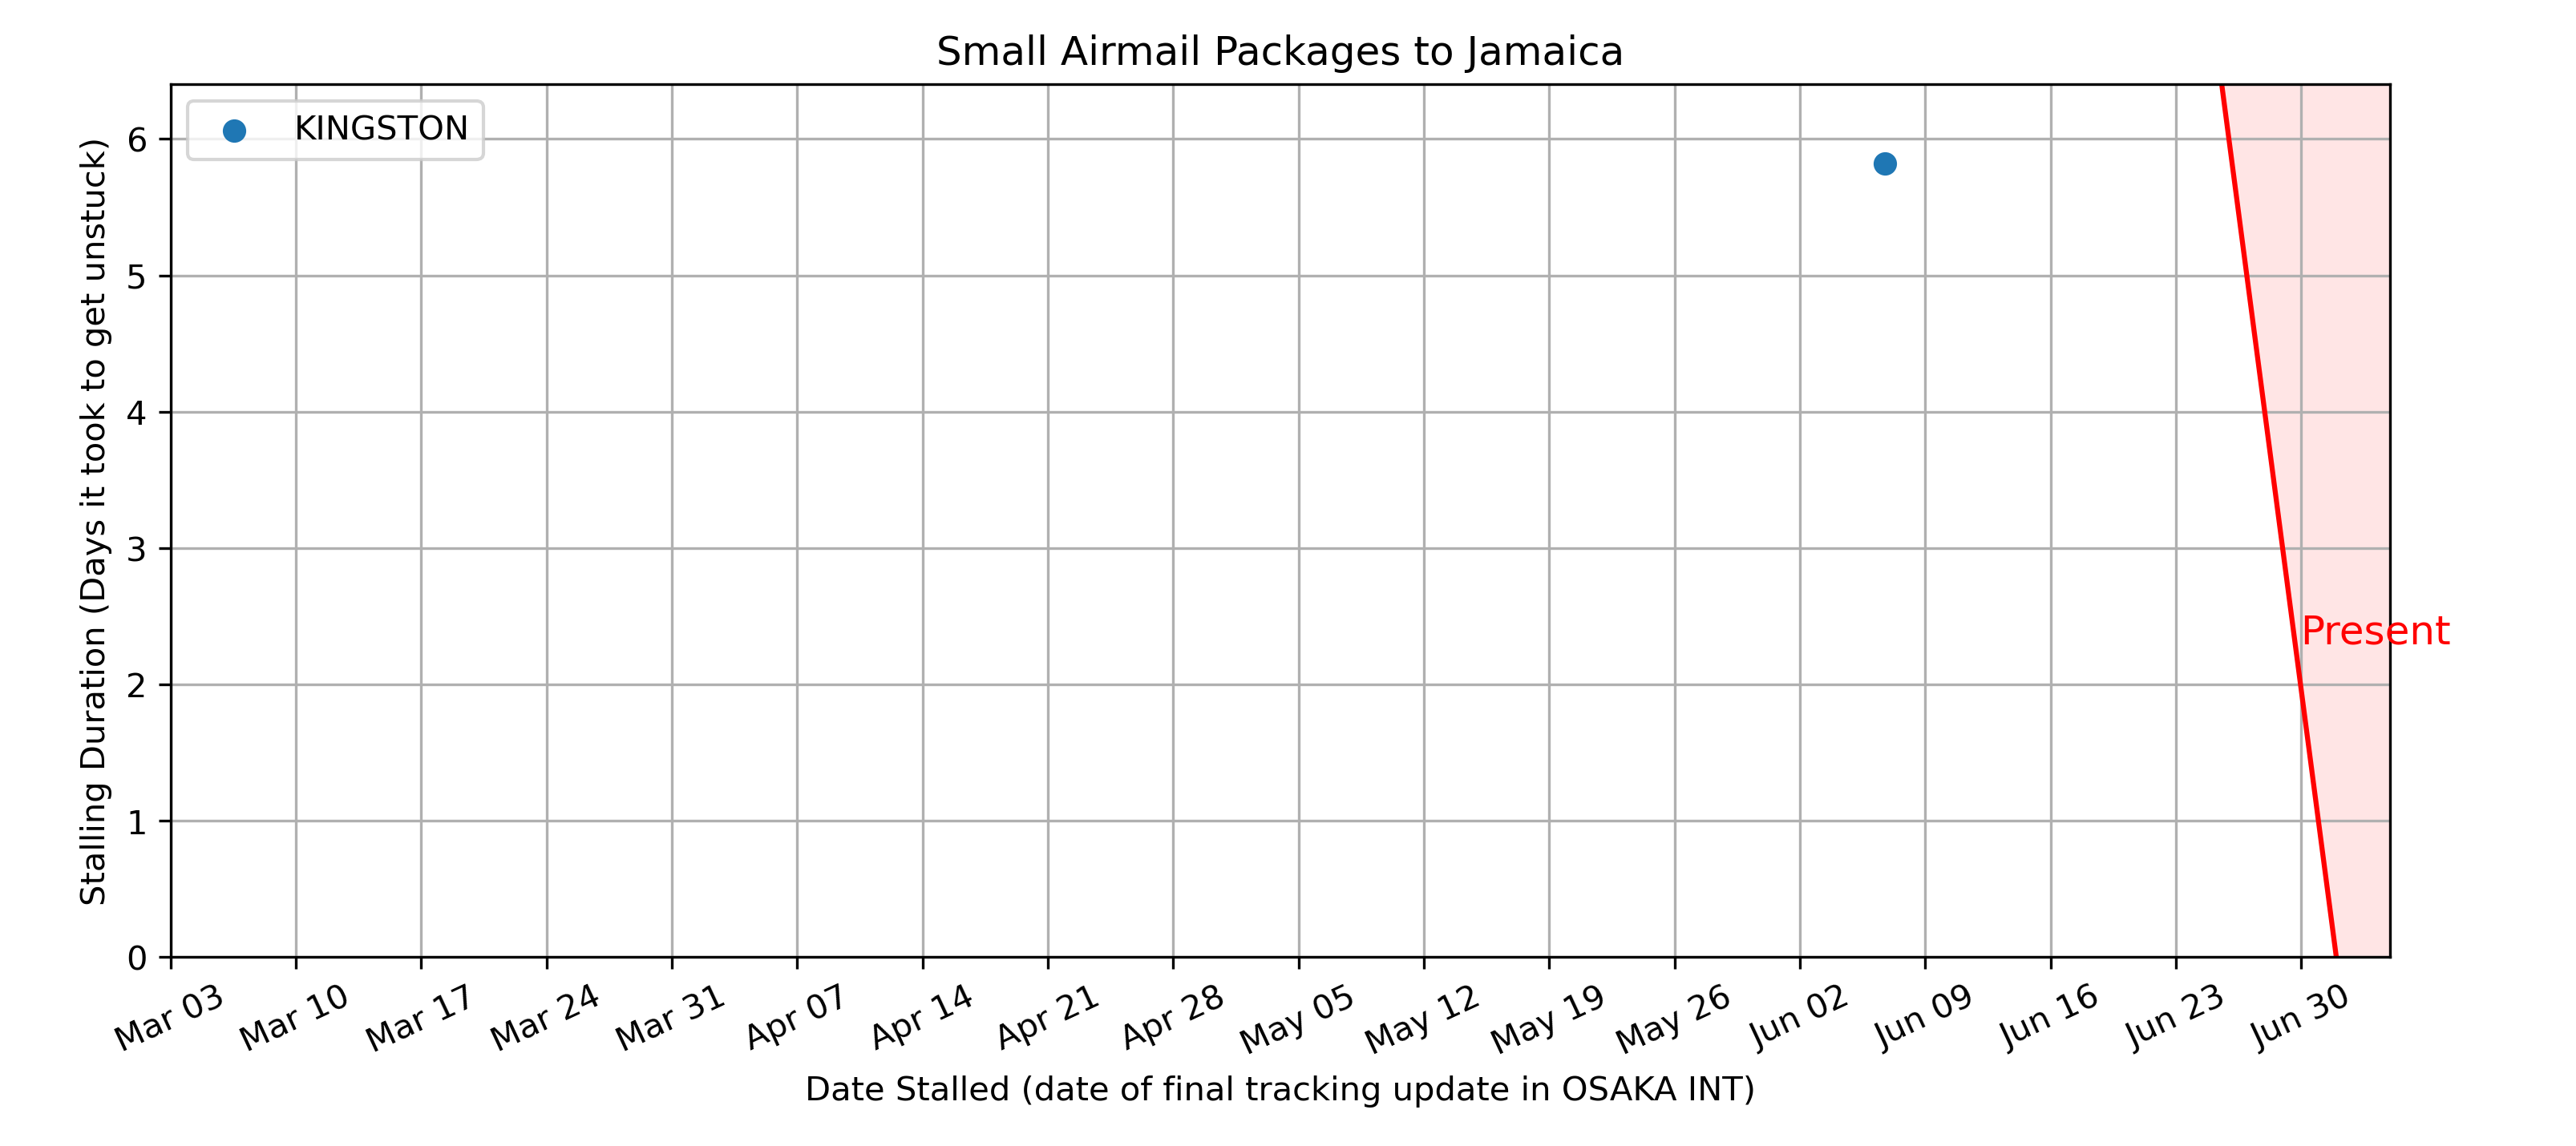 Small Airmail Packages to Jamaica
KINGSTON
Stalling Duration (Days it took to get unstuck)
6
5
4
3
2
1
0
Present
Mar 03
Mar 10
Mar 17
Mar 24
Mar 31
Apr 07
Apr 14
Apr 21
Apr 28
May 05
May 12
May 19
May 26
Jun 02
Jun 09
Jun 16
Jun 23
Jun 30
Date Stalled (date of final tracking update in OSAKA INT)